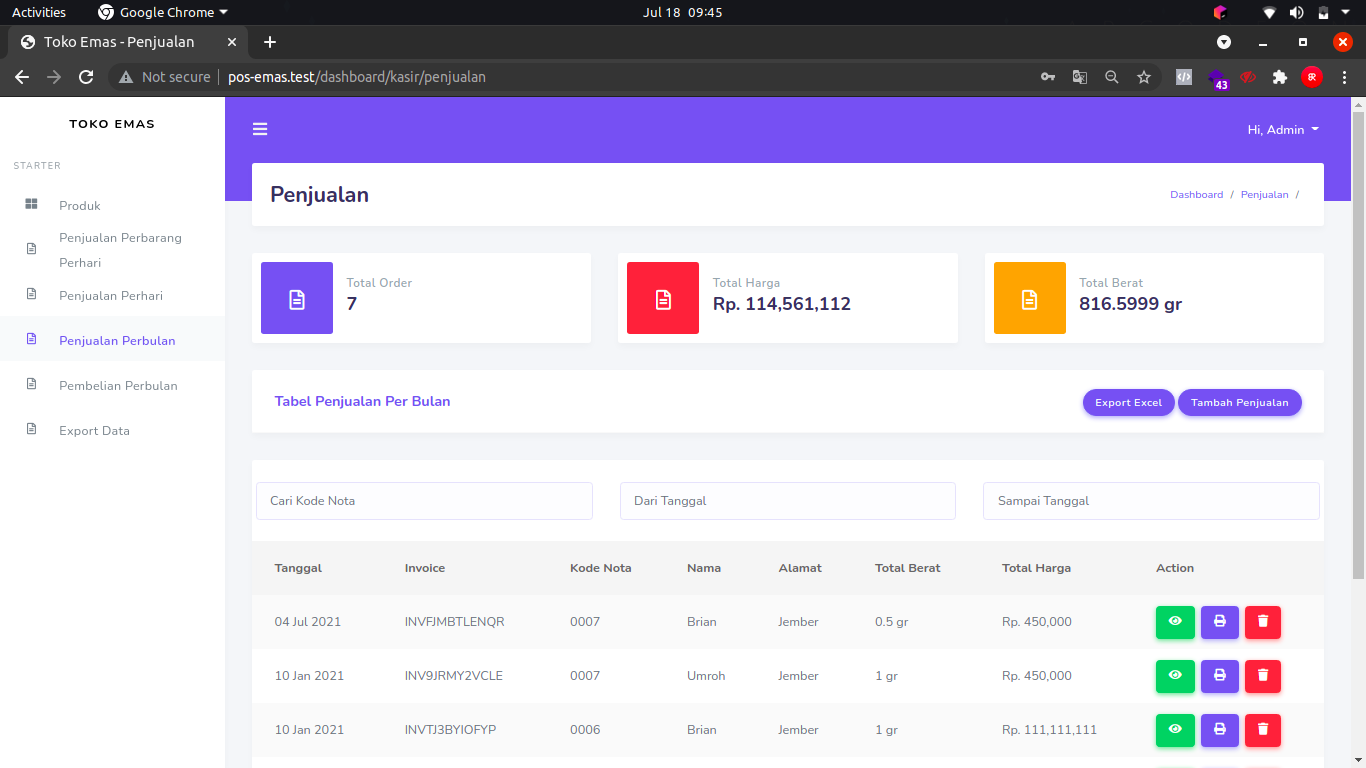 Activities Google Chrome Jul 18 09:45
Toko Emas - Penjualan
Not secure pos-emas.test/dashboard/kasir/penjualan 43
TOKO EMAS
Hi, Admin
STARTER
Produk
Penjualan Perbarang
Perhari
Penjualan Perhari
Penjualan Perbulan
Pembelian Perbulan
Export Data
Penjualan
Dashboard / Penjualan /
Total Order
7
Total Harga
Rp. 114,561,112
Total Berat
816.5999 gr
Tabel Penjualan Per Bulan
Export Excel Tambah Penjualan
Cari Kode Nota Dari Tanggal Sampai Tanggal
Tanggal Invoice Kode Nota Nama Alamat Total Berat Total Harga Action
04 Jul 2021 INVFJMBTLENQR 0007 Brian Jember 0.5 gr Rp. 450,000
10 Jan 2021 INV9JRMY2VCLE 0007 Umroh Jember 1 gr Rp. 450,000
10 Jan 2021 INVTJ3BYIOFYP 0006 Brian Jember 1 gr Rp. 111,111,111